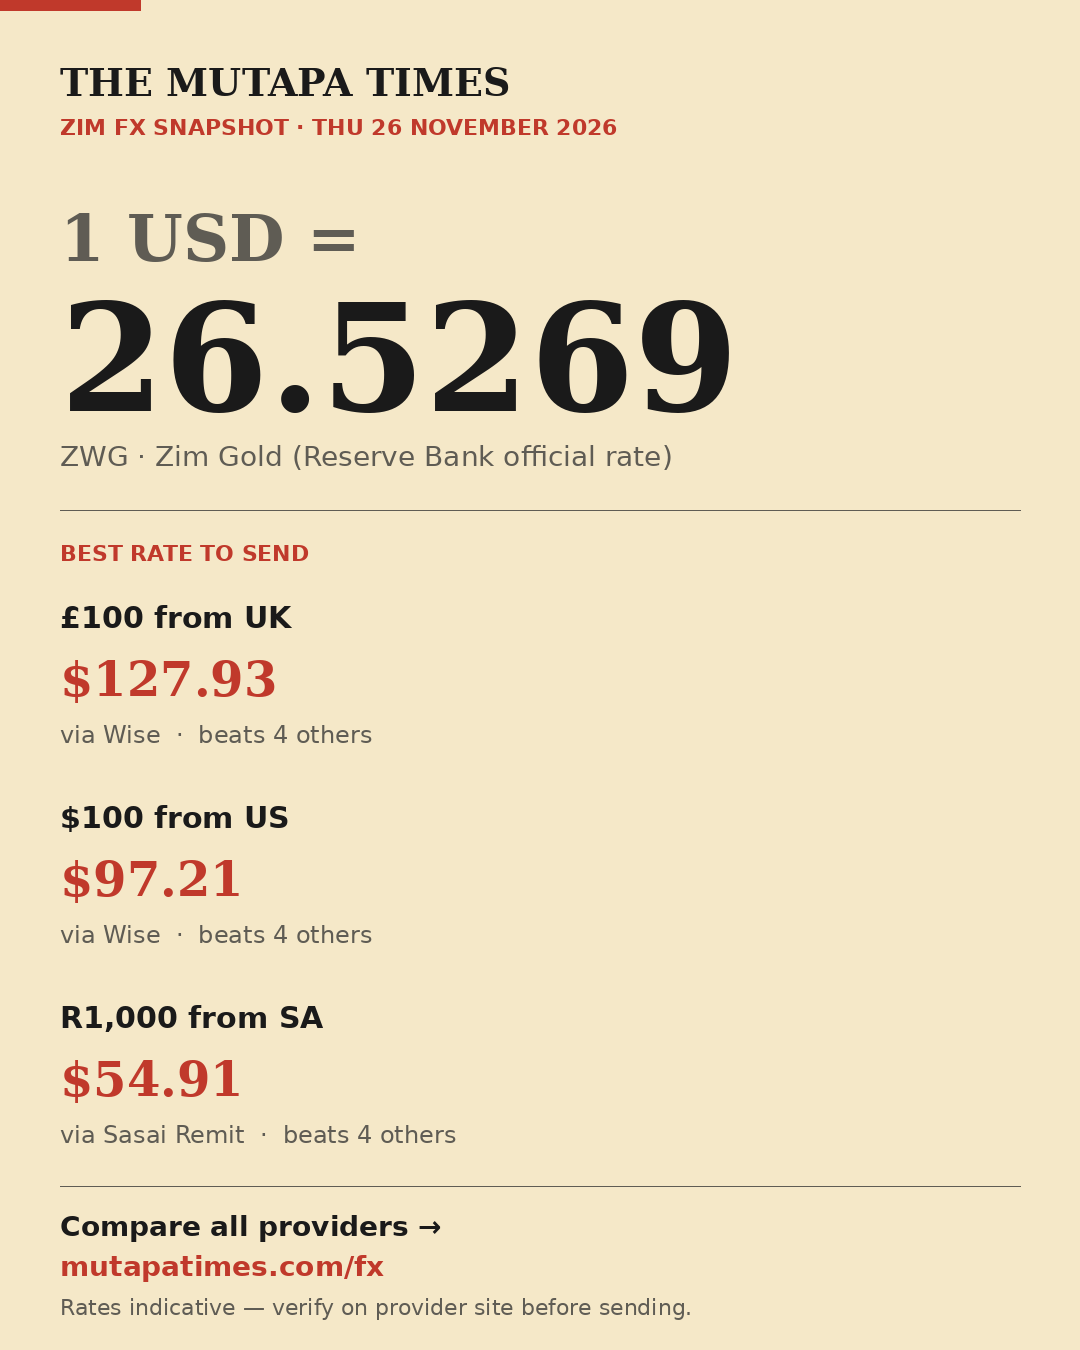 THE MUTAPA TIMES
ZIM FX SNAPSHOT · THU 26 NOVEMBER 2026
1 USD =
26.5269
ZWG · Zim Gold (Reserve Bank official rate)
BEST RATE TO SEND
£100 from UK
$127.93
via Wise · beats 4 others
$100 from US
$97.21
via Wise · beats 4 others
R1,000 from SA
$54.91
via Sasai Remit · beats 4 others
Compare all providers →
mutapatimes.com/fx
Rates indicative — verify on provider site before sending.